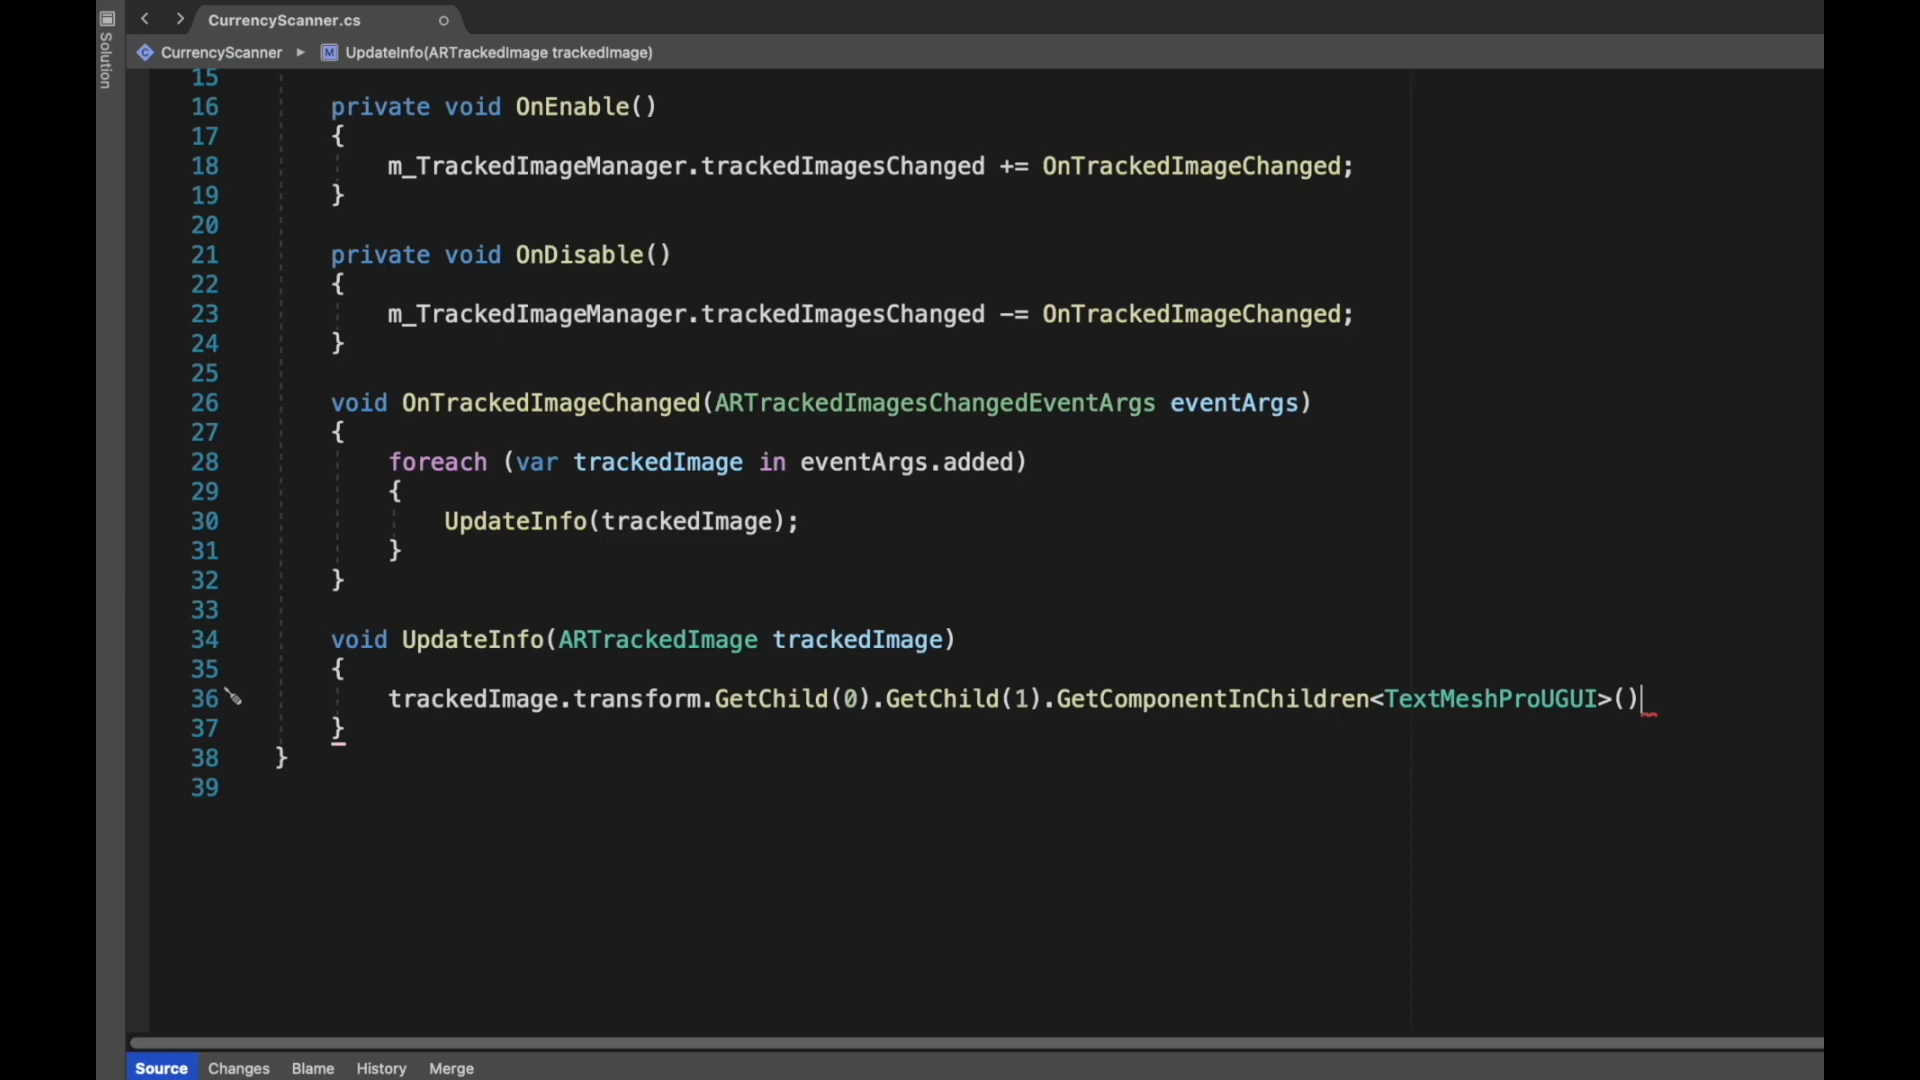 CurrencyScanner.cs
Solution
CurrencyScanner ▸ M UpdateInfo(ARTrackedImage trackedImage)
15
16 private void OnEnable()
17 {
18 m_TrackedImageManager.trackedImagesChanged += OnTrackedImageChanged;
19 }
20
21 private void OnDisable()
22 {
23 m_TrackedImageManager.trackedImagesChanged -= OnTrackedImageChanged;
24 }
25
26 void OnTrackedImageChanged(ARTrackedImagesChangedEventArgs eventArgs)
27 {
28 foreach (var trackedImage in eventArgs.added)
29 {
30 UpdateInfo(trackedImage);
31 }
32 }
33
34 void UpdateInfo(ARTrackedImage trackedImage)
35 {
36 trackedImage.transform.GetChild(0).GetChild(1).GetComponentInChildren<TextMeshProUGUI>()
37 }
38 }
39
Source Changes Blame History Merge